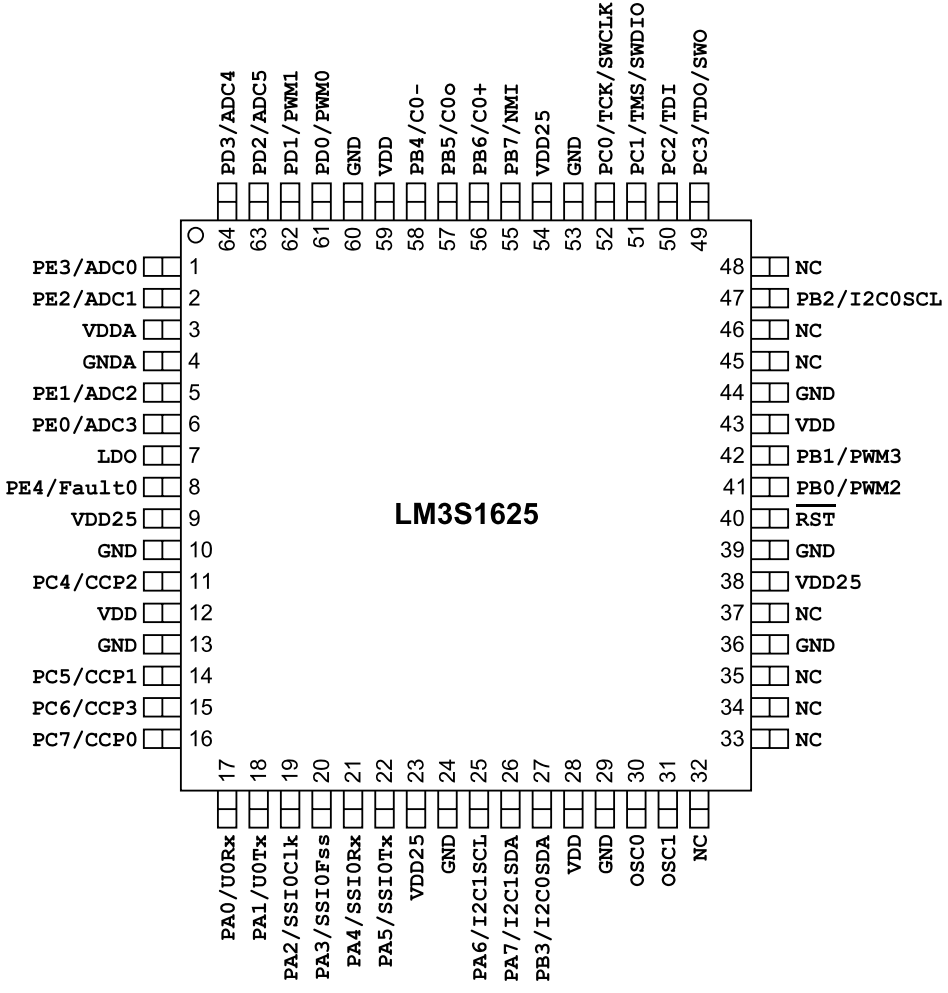 PD3/ADC4
PD2/ADC5
PD1/PWM1
PD0/PWM0
GND
VDD
PB4/C0-
PB5/C0o
PB6/C0+
PB7/NMI
VDD25
GND
PC0/TCK/SWCLK
PC1/TMS/SWDIO
PC2/TDI
PC3/TDO/SWO
64 63 62 61 60 59 58 57 56 55 54 53 52 51 50 49
PE3/ADC0 1
PE2/ADC1 2
VDDA 3
GNDA 4
PE1/ADC2 5
PE0/ADC3 6
LDO 7
PE4/Fault0 8
VDD25 9
GND 10
PC4/CCP2 11
VDD 12
GND 13
PC5/CCP1 14
PC6/CCP3 15
PC7/CCP0 16
LM3S1625
48 NC
47 PB2/I2C0SCL
46 NC
45 NC
44 GND
43 VDD
42 PB1/PWM3
41 PB0/PWM2
40 RST
39 GND
38 VDD25
37 NC
36 GND
35 NC
34 NC
33 NC
17 18 19 20 21 22 23 24 25 26 27 28 29 30 31 32
PA0/U0Rx
PA1/U0Tx
PA2/SSI0Clk
PA3/SSI0Fss
PA4/SSI0Rx
PA5/SSI0Tx
VDD25
GND
PA6/I2C1SCL
PA7/I2C1SDA
PB3/I2C0SDA
VDD
GND
OSC0
OSC1
NC